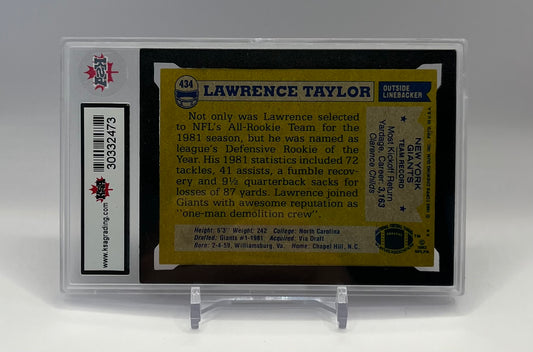 KSA
30332473
KSA
www.ksagrading.com
434
LAWRENCE TAYLOR
OUTSIDE
LINEBACKER
Not only was Lawrence selected
to NFL's All-Rookie Team for the
1981 season, but he was named as
league's Defensive Rookie of the
Year. His 1981 statistics included 72
tackles, 41 assists, a fumble recov-
ery and 9½ quarterback sacks for
losses of 87 yards. Lawrence joined
Giants with awesome reputation as
"one-man demolition crew".
NEW YORK
GIANTS
TEAM RECORD
Most Kickoff Return
Yardage, Career: 3,163
Clarence Childs
Height: 6'3" Weight: 242 College: North Carolina
Drafted: Giants #1-1981 Acquired: Via Draft
Born: 2-4-59, Williamsburg, Va. Home: Chapel Hill, N.C.